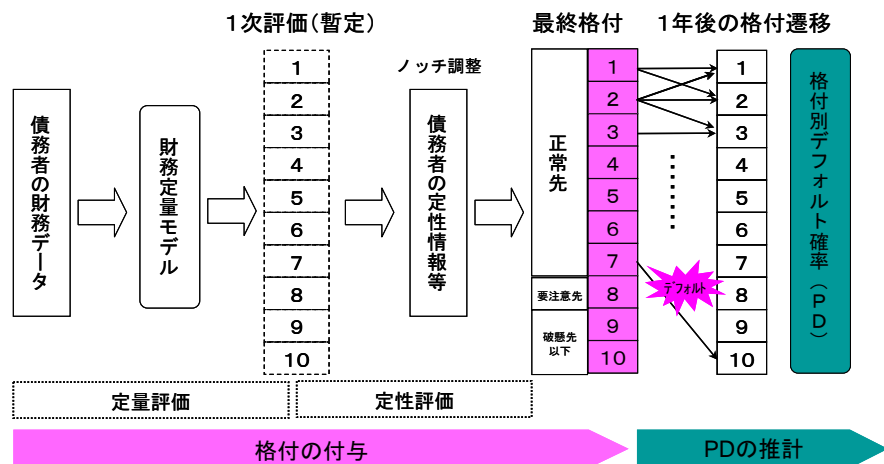 1次評価（暫定）
最終格付
1年後の格付遷移
ノッチ調整
債務者の財務データ
財務定量モデル
1
2
3
4
5
6
7
8
9
10
債務者の定性情報等
正常先
要注意先
破懸先
以下
1
2
3
4
5
6
7
8
9
10
デフォルト
1
2
3
4
5
6
7
8
9
10
格付別デフォルト確率（PD）
定量評価
定性評価
格付の付与
PDの推計